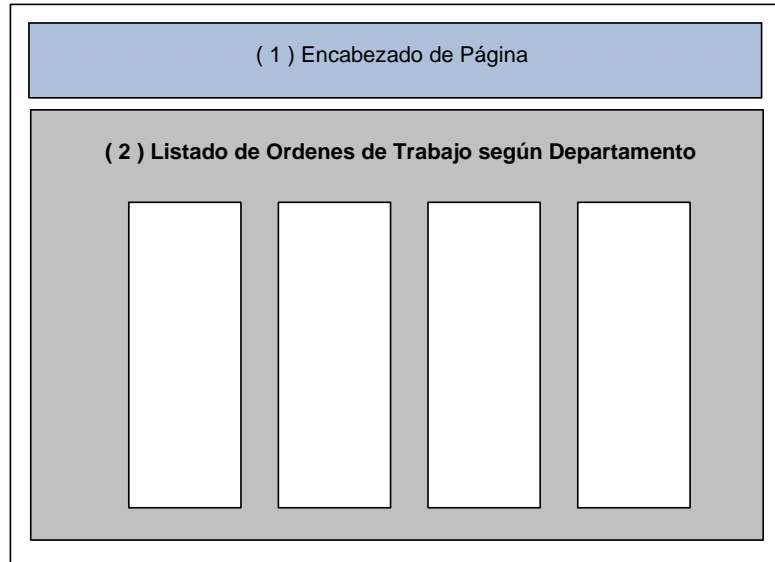 ( 1 ) Encabezado de Página
( 2 ) Listado de Ordenes de Trabajo según Departamento